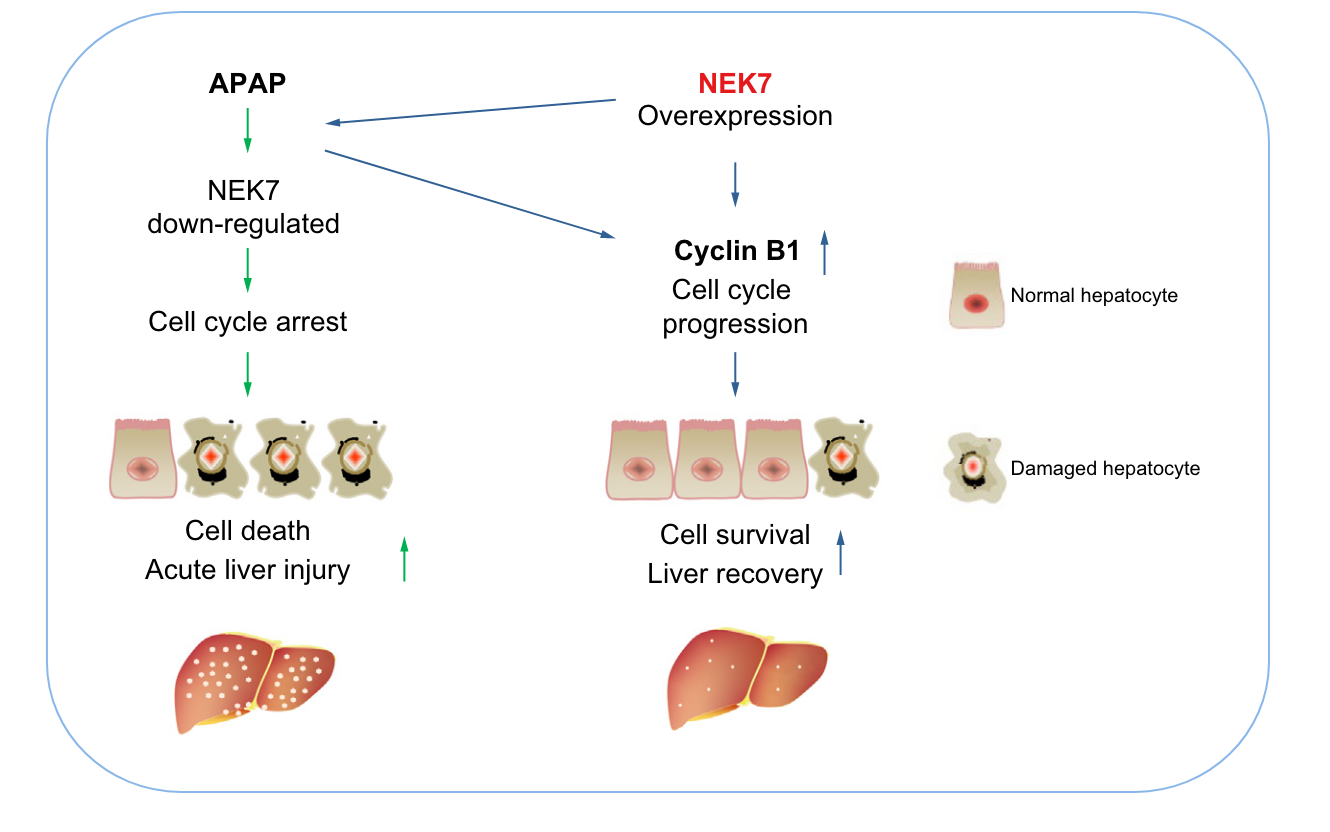 APAP
NEK7
down-regulated
Cell cycle arrest
Cell death
Acute liver injury
NEK7
Overexpression
Cyclin B1
Cell cycle
progression
Cell survival
Liver recovery
Normal hepatocyte
Damaged hepatocyte